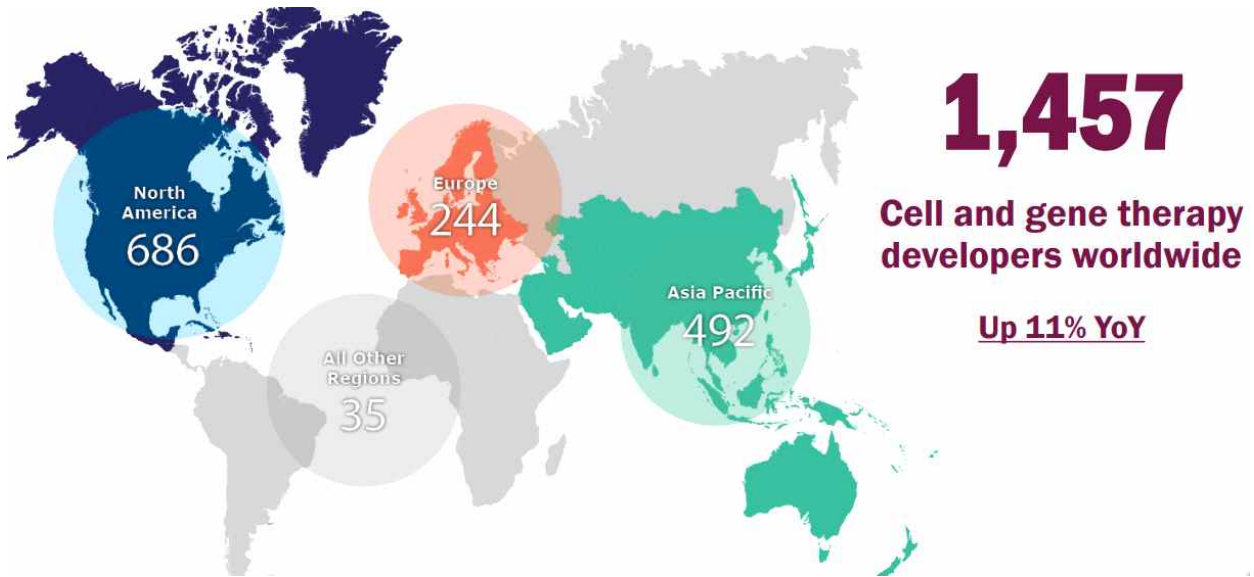 North
America
686
Europe
244
Asia Pacific
492
All Other
Regions
35
1,457
Cell and gene therapy
developers worldwide
Up 11% YoY